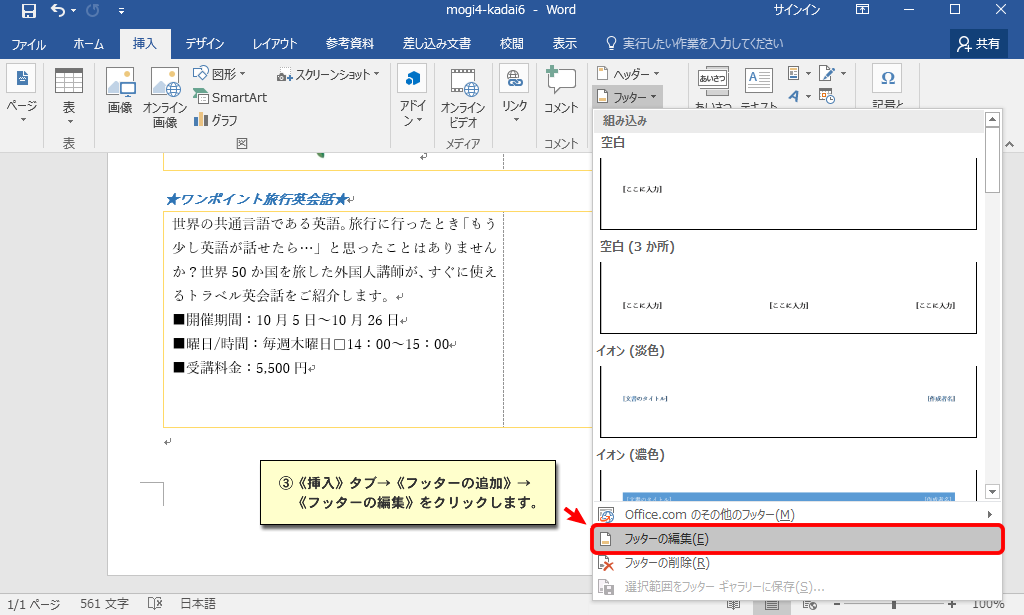 mogi4-kadai6 - Word
サインイン
ファイル
ホーム
挿入
デザイン
レイアウト
参考資料
差し込み文書
校閲
表示
実行したい作業を入力してください
共有
ページ
表
画像
オンライン
画像
図形
SmartArt
グラフ
スクリーンショット
アドイ
ン
オンライン
ビデオ
リンク
コメント
ヘッダー
フッター
あいさつ
あいさつ
テキスト
記号と
表
図
メディア
コメント
★ワンポイント旅行英会話★
世界の共通言語である英語。旅行に行ったとき「もう
少し英語が話せたら…」と思ったことはありません
か？世界 50 か国を旅した外国人講師が、すぐに使え
るトラベル英会話をご紹介します。
■開催期間：10 月 5 日～10 月 26 日
■曜日/時間：毎週木曜日□14：00～15：00
■受講料金：5,500 円
③《挿入》タブ→《フッターの追加》→
《フッターの編集》をクリックします。
組み込み
空白
[ここに入力]
空白 (3 か所)
[ここに入力]
[ここに入力]
[ここに入力]
イオン (淡色)
[文書のタイトル]
[作成者名]
イオン (濃色)
[文書のタイトル]
[作成者名]
Office.com のその他のフッター(M)
フッターの編集(E)
フッターの削除(R)
選択範囲をフッター ギャラリーに保存(S)...
1/1 ページ
561 文字
日本語
100%